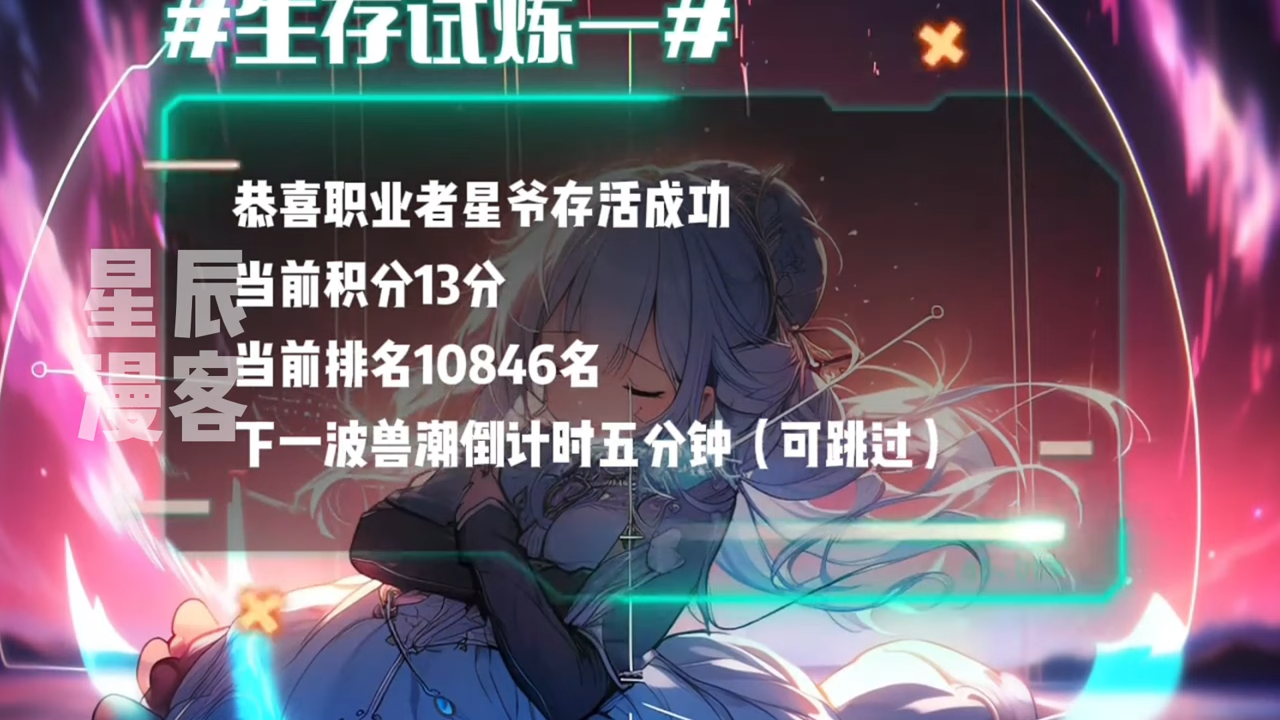 #生存试炼一#
恭喜职业者星爷存活成功
当前积分13分
当前排名10846名
下一波兽潮倒计时五分钟（可跳过）
星辰
漫客